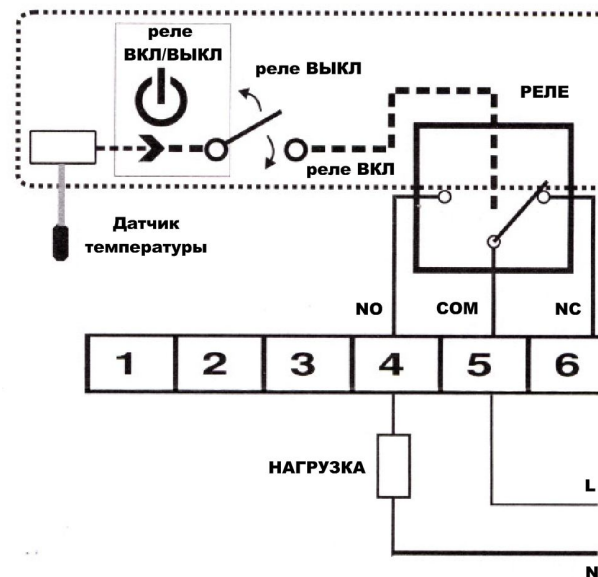 реле
ВКЛ/ВЫКЛ
реле ВЫКЛ
РЕЛЕ
реле ВКЛ
Датчик
температуры
NO COM NC
1 2 3 4 5 6
НАГРУЗКА
L
N